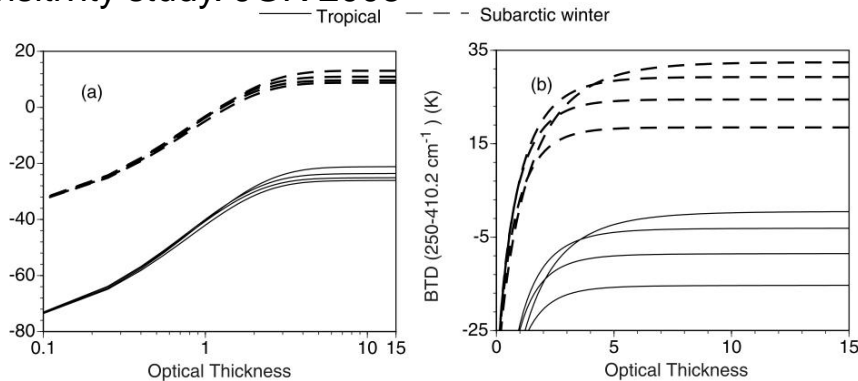 Tropical Subarctic winter
20
0
-20
-40
-60
-80
(a)
0.1 1 10 15
Optical Thickness
BTD (250-410.2 cm⁻¹ ) (K)
35
15
-5
-25
(b)
0 5 10 15
Optical Thickness